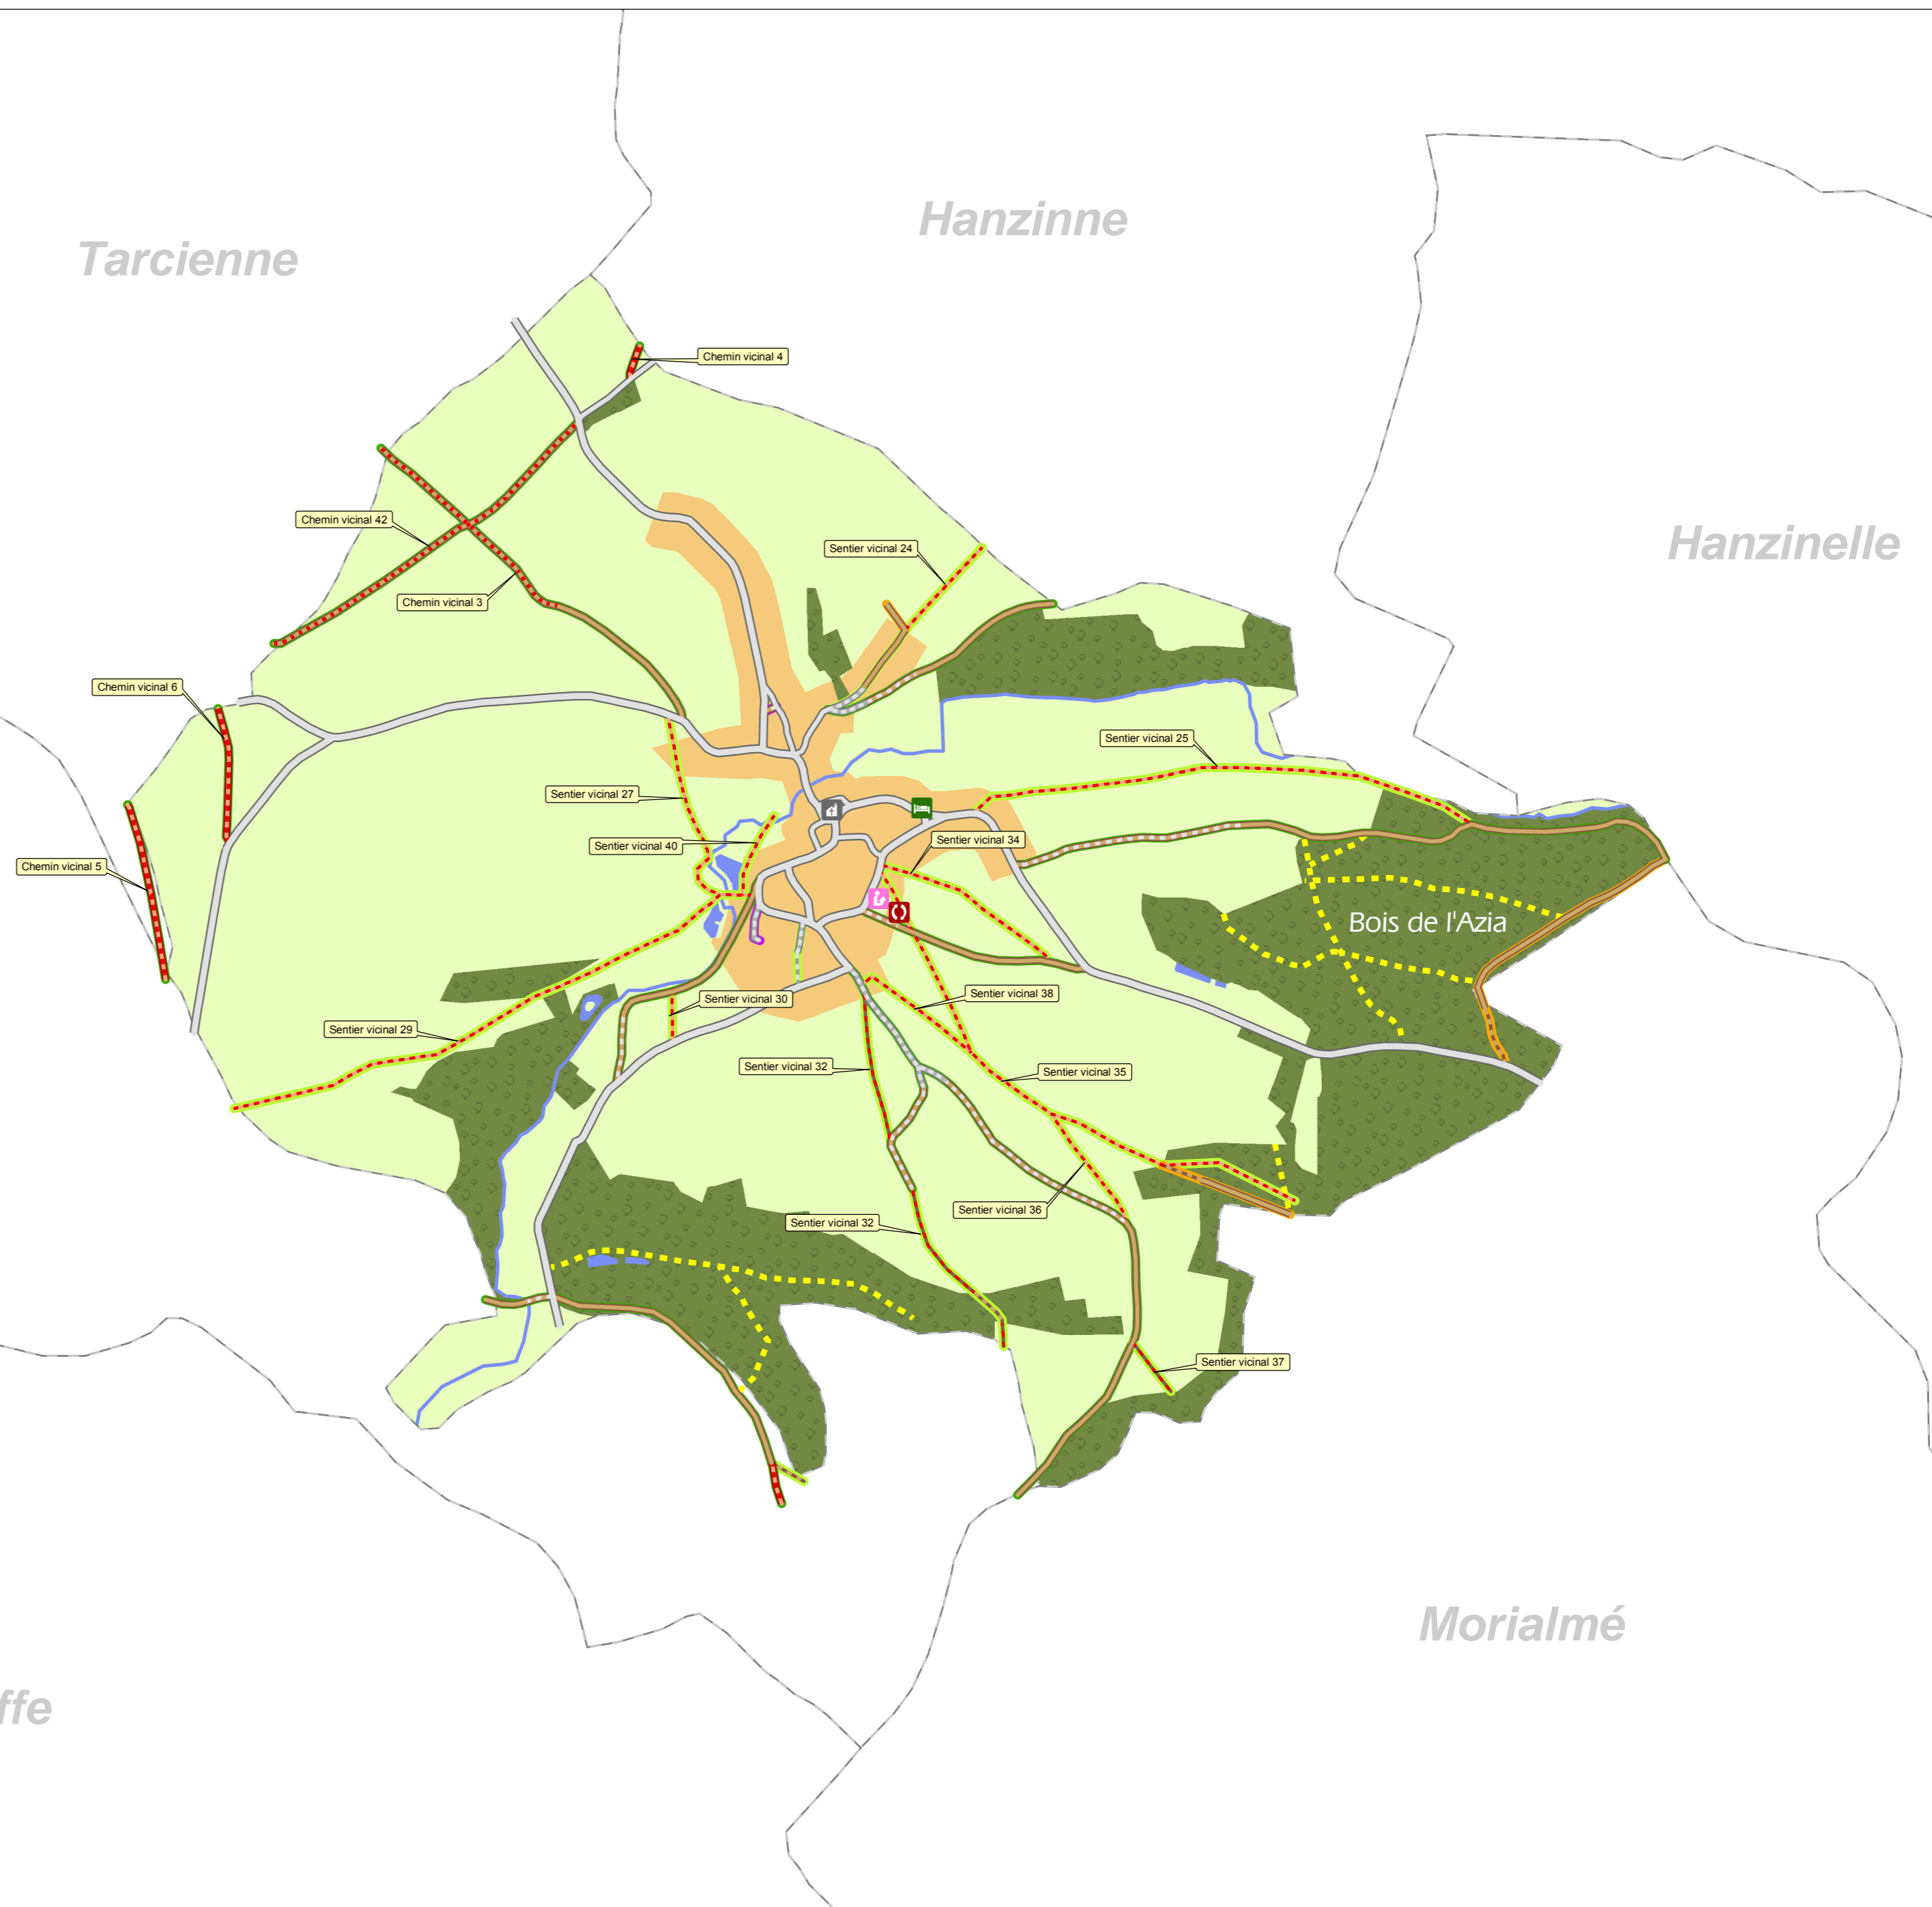 Hanzinne
Tarcienne
Chemin vicinal 4
Chemin vicinal 42
Hanzinelle
Sentier vicinal 24
Chemin vicinal 3
Chemin vicinal 6
Sentier vicinal 25
Sentier vicinal 27
Sentier vicinal 34
Sentier vicinal 40
Chemin vicinal 5
Bois de l'Azia
Sentier vicinal 38
Sentier vicinal 30
Sentier vicinal 29
Sentier vicinal 32
Sentier vicinal 35
Sentier vicinal 36
Sentier vicinal 32
Sentier vicinal 37
Morialmé
ffe